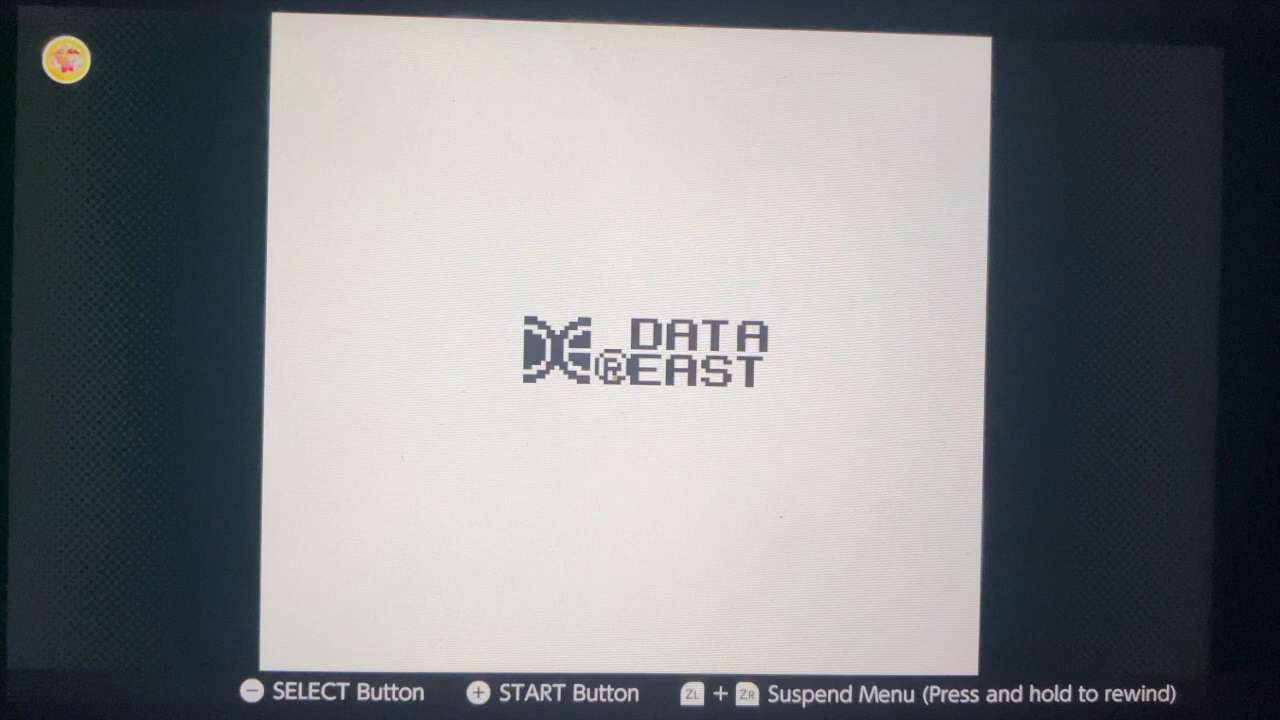 DATA
®EAST
− SELECT Button + START Button ZL + ZR Suspend Menu (Press and hold to rewind)